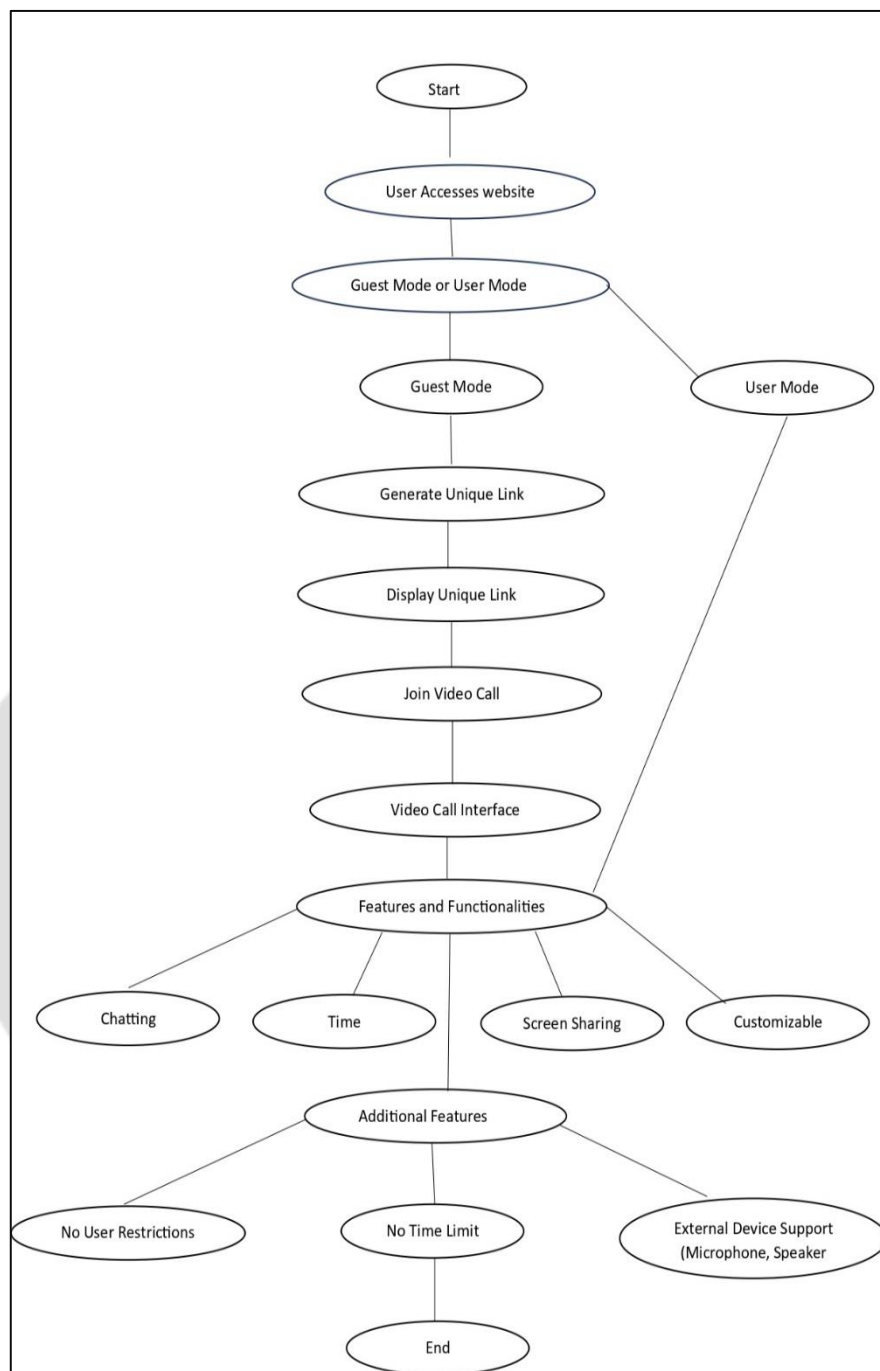 Start
User Accesses website
Guest Mode or User Mode
Guest Mode
User Mode
Generate Unique Link
Display Unique Link
Join Video Call
Video Call Interface
Features and Functionalities
Chatting
Time
Screen Sharing
Customizable
Additional Features
No User Restrictions
No Time Limit
External Device Support
(Microphone, Speaker
End